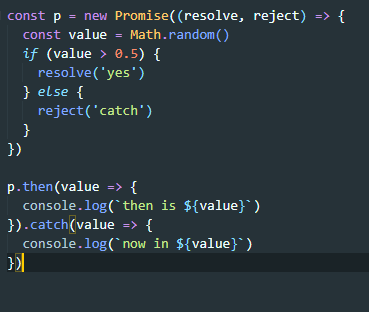 const p = new Promise((resolve, reject) => {
  const value = Math.random()
  if (value > 0.5) {
    resolve('yes')
  } else {
    reject('catch')
  }
})

p.then(value => {
  console.log(`then is ${value}`)
}).catch(value => {
  console.log(`now in ${value}`)
})